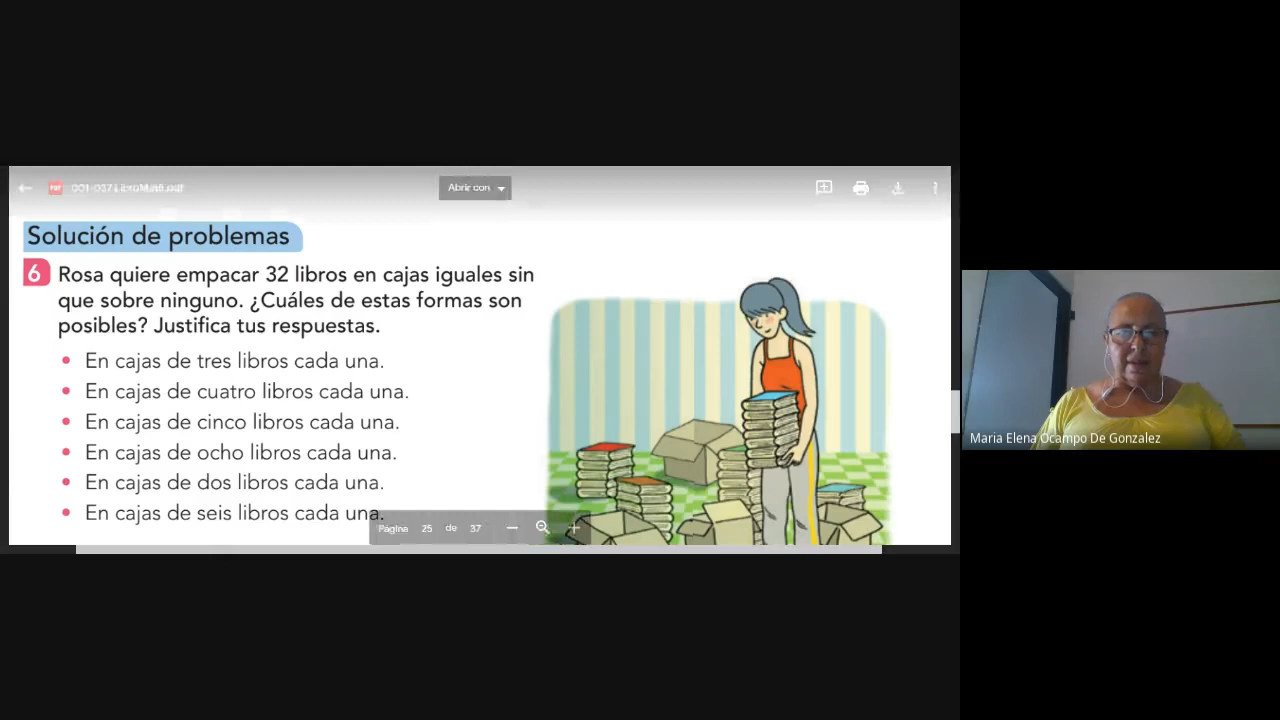 Abrir con
Solución de problemas
6 Rosa quiere empacar 32 libros en cajas iguales sin
que sobre ninguno. ¿Cuáles de estas formas son
posibles? Justifica tus respuestas.
• En cajas de tres libros cada una.
• En cajas de cuatro libros cada una.
• En cajas de cinco libros cada una.
• En cajas de ocho libros cada una.
• En cajas de dos libros cada una.
• En cajas de seis libros cada una.
Página 25 de 37
Maria Elena Ocampo De Gonzalez